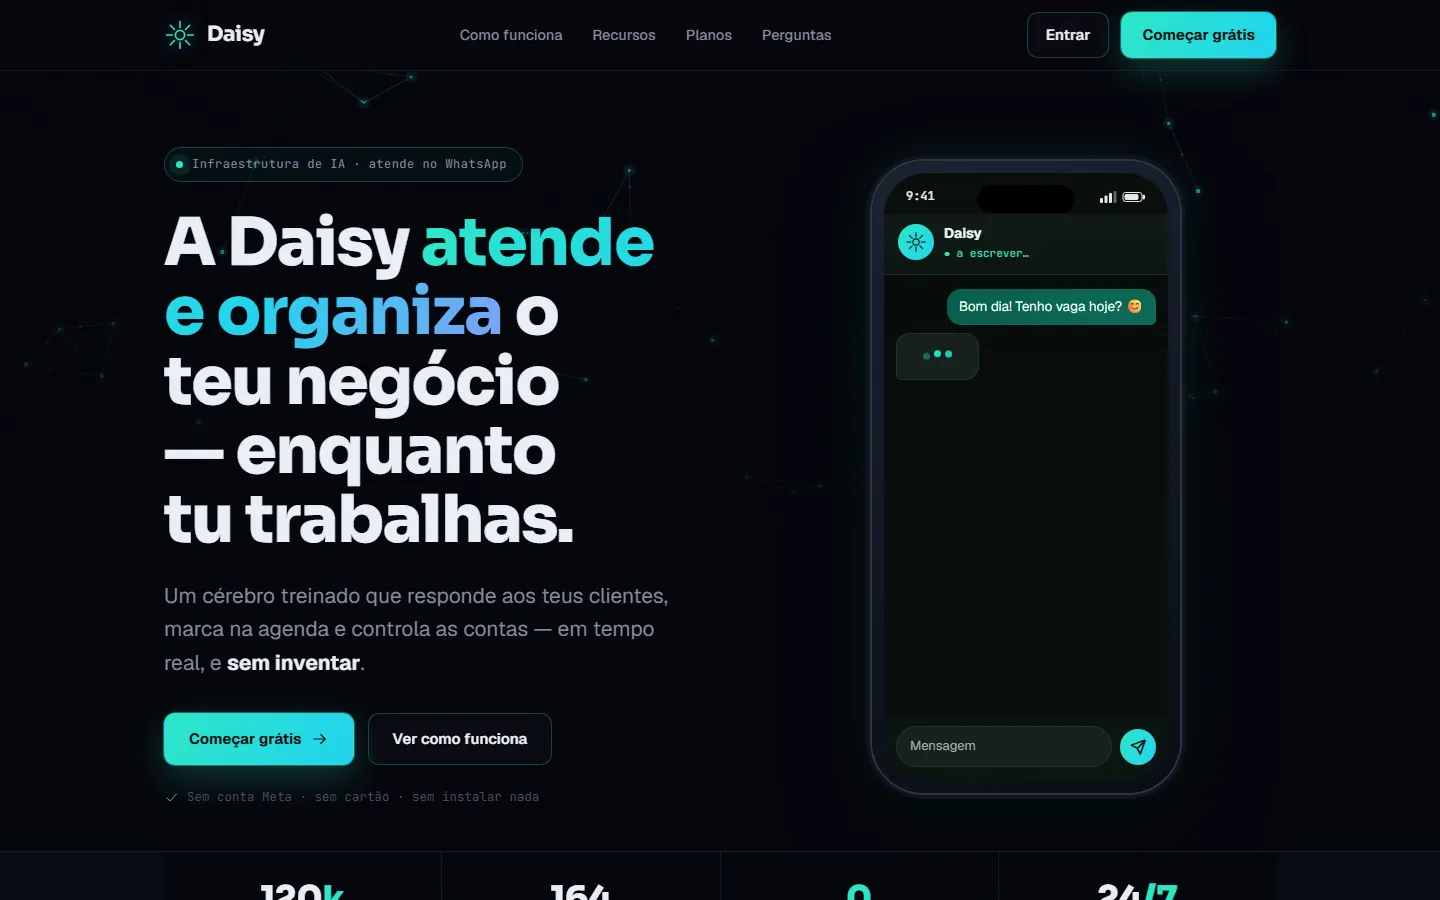 Daisy
Como funciona
Recursos
Planos
Perguntas
Entrar
Começar grátis
Infraestrutura de IA · atende no WhatsApp
A Daisy atende
e organiza o
teu negócio
— enquanto
tu trabalhas.
Um cérebro treinado que responde aos teus clientes,
marca na agenda e controla as contas — em tempo
real, e sem inventar.
Começar grátis →
Ver como funciona
Sem conta Meta · sem cartão · sem instalar nada
9:41
Daisy
• a escrever…
Bom dia! Tenho vaga hoje? 😊
Mensagem
120k
164
0
24/7